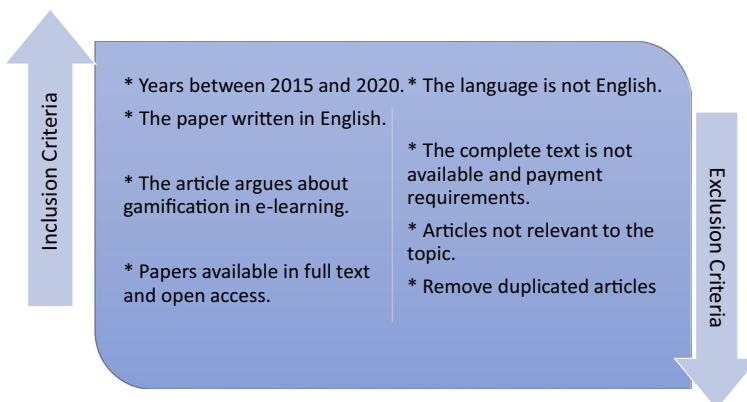 Inclusion Criteria
* Years between 2015 and 2020.
* The paper written in English.
* The article argues about
gamification in e-learning.
* Papers available in full text
and open access.
* The language is not English.
* The complete text is not
available and payment
requirements.
* Articles not relevant to the
topic.
* Remove duplicated articles
Exclusion Criteria